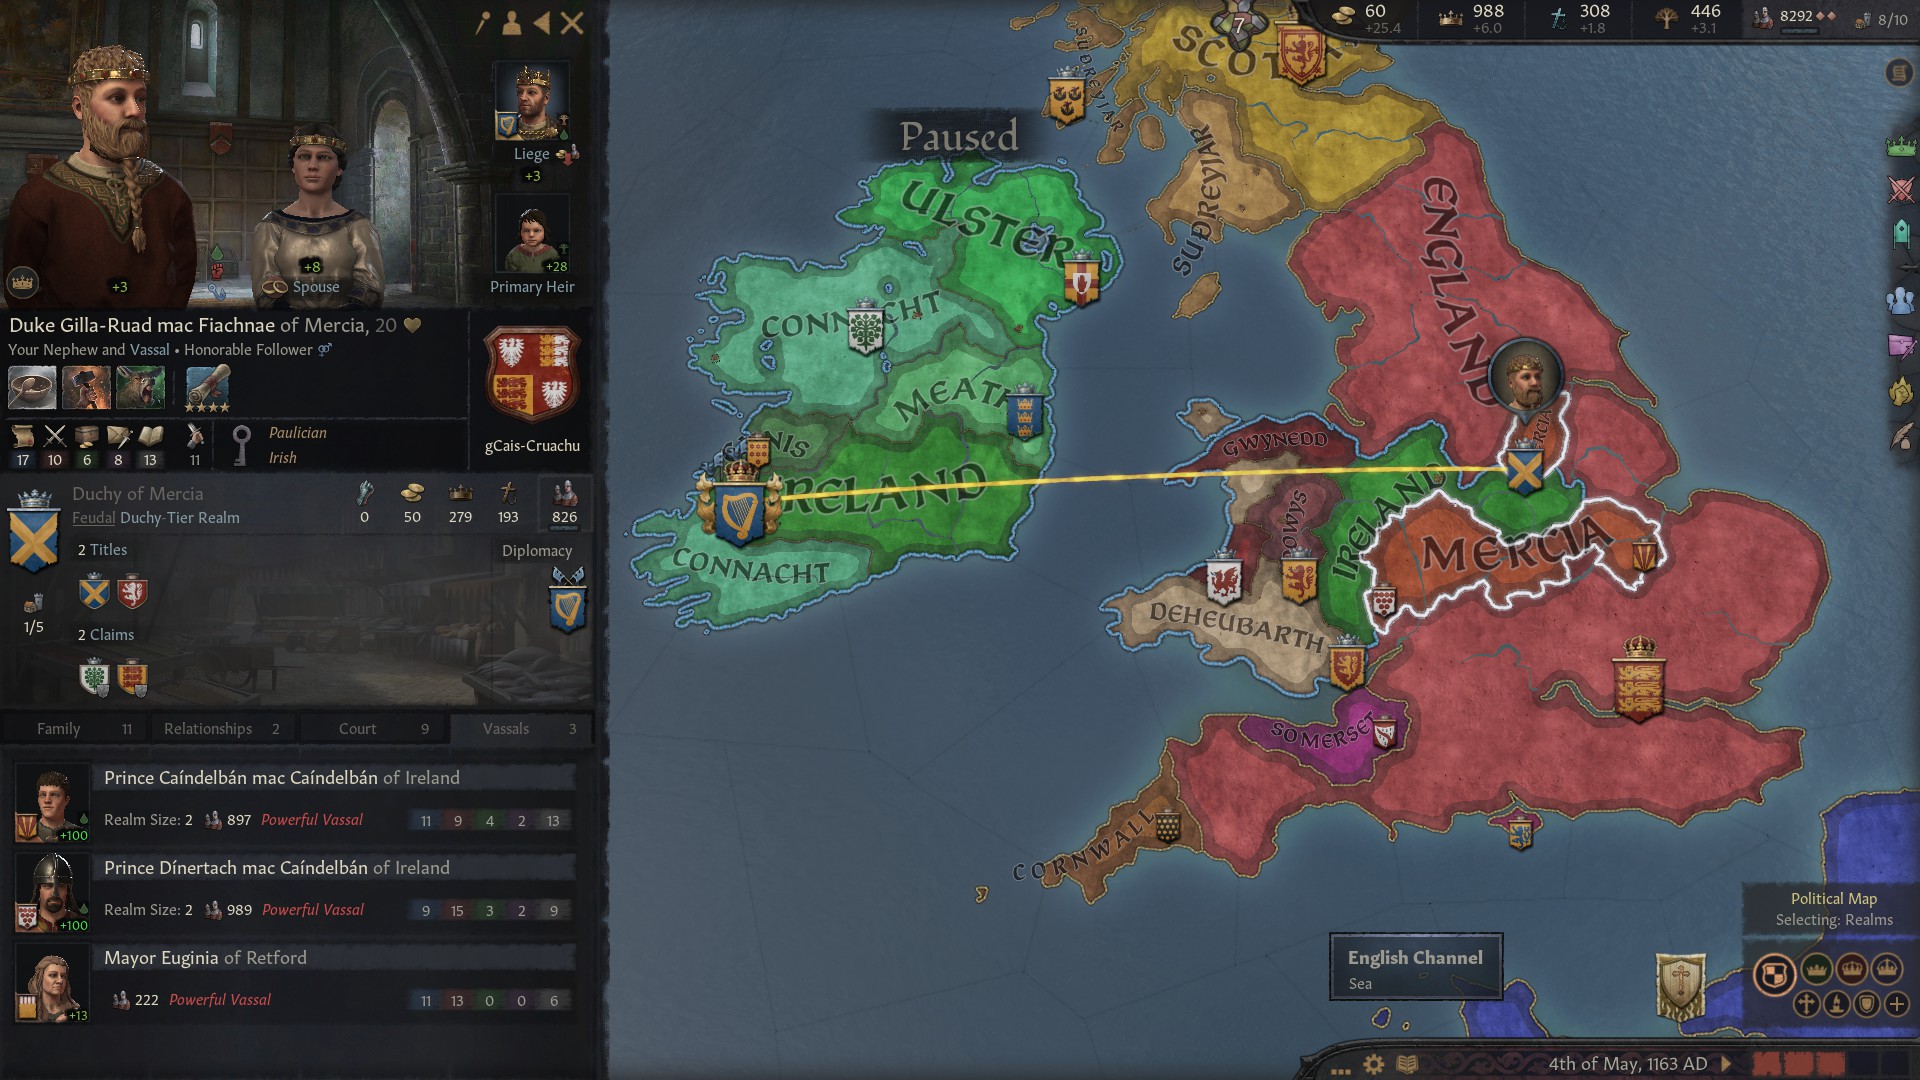 60
+25.4
988
+6.0
308
+1.8
446
+3.1
8292
8/10
7
Paused
Liege
+3
+28
Primary Heir
+3
+8
Spouse
Duke Gilla-Ruad mac Fiachnae of Mercia, 20
Your Nephew and Vassal • Honorable Follower
17 10 6 8 13 11
Paulician
Irish
gCais-Cruachu
Duchy of Mercia
Feudal Duchy-Tier Realm
0 50 279 193 826
2 Titles
Diplomacy
1/5
2 Claims
Family 11
Relationships 2
Court 9
Vassals 3
Prince Caíndelbán mac Caíndelbán of Ireland
Realm Size: 2 897 Powerful Vassal 11 9 4 2 13
+100
Prince Dínertach mac Caíndelbán of Ireland
Realm Size: 2 989 Powerful Vassal 9 15 3 2 9
+100
Mayor Euginia of Retford
222 Powerful Vassal 11 13 0 0 6
+13
SUÐREYJAR
ULSTER
SUÐREYJAR
ENGLAND
CONNACHT
MEATH
IRELAND
CONNACHT
GWYNEDD
POWYS
IRELAND
MERCIA
DEHEUBARTH
SOMERSET
CORNWALL
English Channel
Sea
Political Map
Selecting: Realms
4th of May, 1163 AD